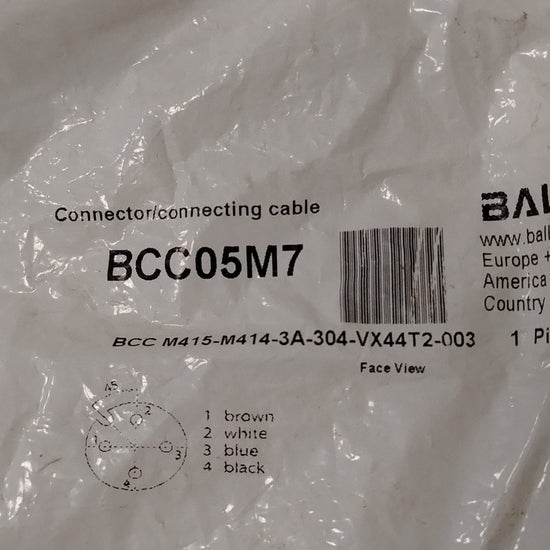 Connector/connecting cable
BAL
BCC05M7
www.ball
Europe +
America
Country
BCC M415-M414-3A-304-VX44T2-003
1 Pi
Face View
45
2
1
3
4
1 brown
2 white
3 blue
4 black